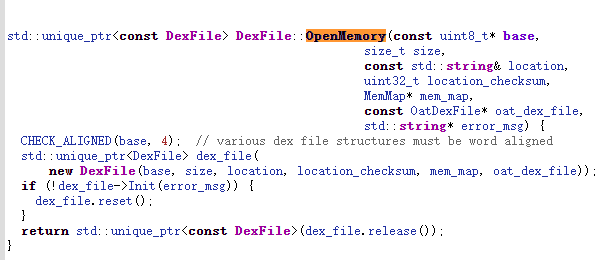 std::unique_ptr<const DexFile> DexFile::OpenMemory(const uint8_t* base,
size_t size,
const std::string& location,
uint32_t location_checksum,
MemMap* mem_map,
const OatDexFile* oat_dex_file,
std::string* error_msg) {
CHECK_ALIGNED(base, 4);  // various dex file structures must be word aligned
std::unique_ptr<DexFile> dex_file(
new DexFile(base, size, location, location_checksum, mem_map, oat_dex_file));
if (!dex_file->Init(error_msg)) {
dex_file.reset();
}
return std::unique_ptr<const DexFile>(dex_file.release());
}